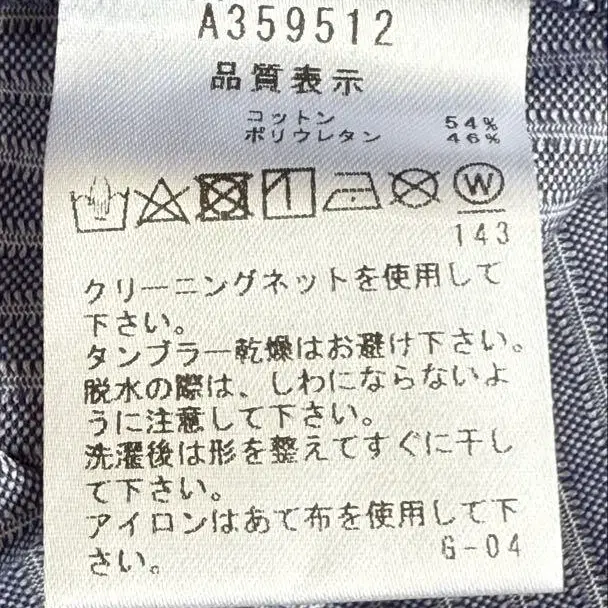 A359512
品質表示
コットン 54%
ポリウレタン 46%
W
143
クリーニングネットを使用して
下さい。
タンブラー乾燥はお避け下さい。
脱水の際は、しわにならないよ
うに注意して下さい。
洗濯後は形を整えてすぐに干し
て下さい。
アイロンはあて布を使用して下
さい。 G-04